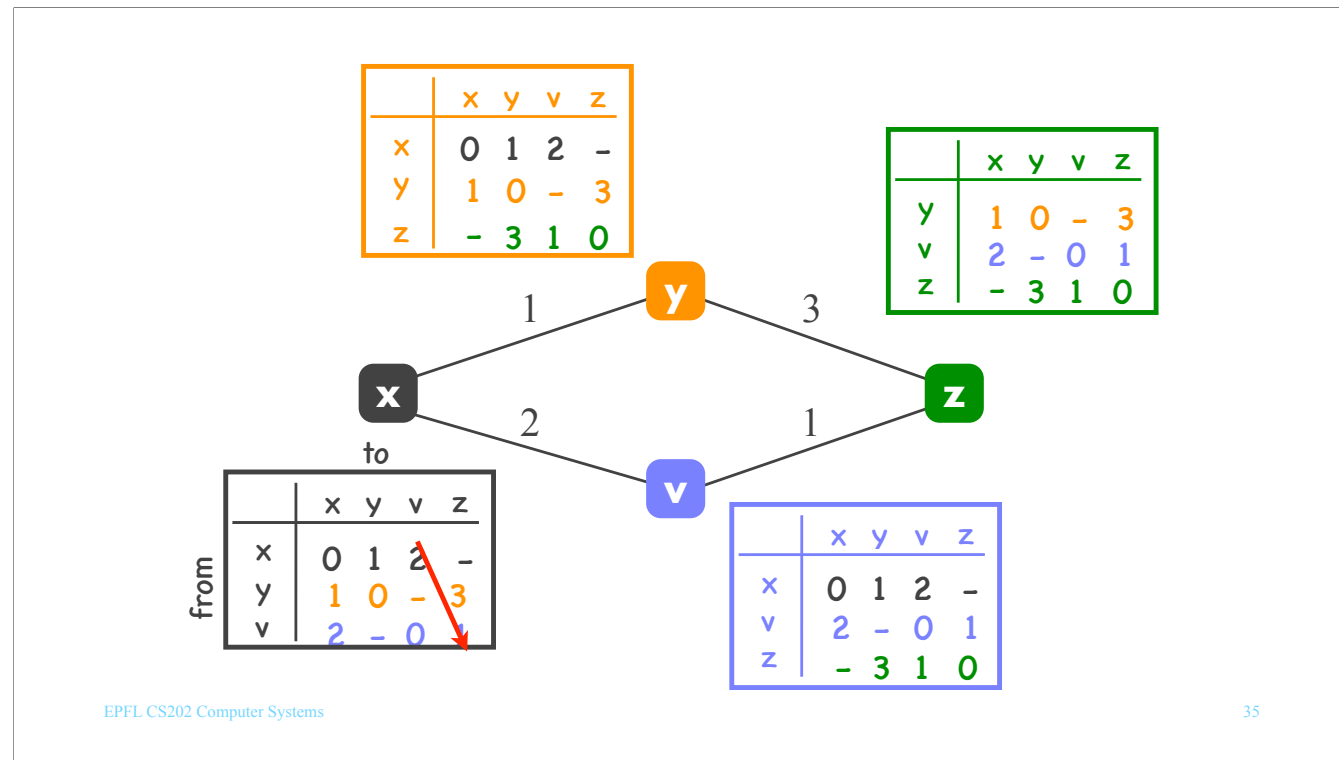 x y v z
x 0 1 2 -
y 1 0 - 3
z - 3 1 0
x y v z
y 1 0 - 3
v 2 - 0 1
z - 3 1 0
y
1
3
x
z
2
1
v
to
from
x y v z
x 0 1 2 -
y 1 0 - 3
v 2 - 0 1
x y v z
x 0 1 2 -
v 2 - 0 1
z - 3 1 0
EPFL CS202 Computer Systems
35